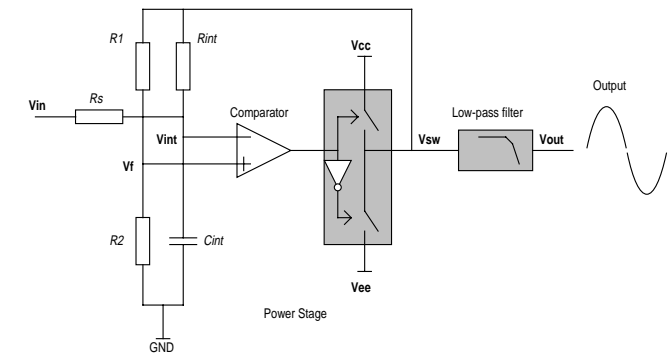 R1
Rint
Vcc
Output
Vin
Rs
Comparator
Low-pass filter
Vint
Vsw
Vout
Vf
R2
Cint
Vee
Power Stage
GND